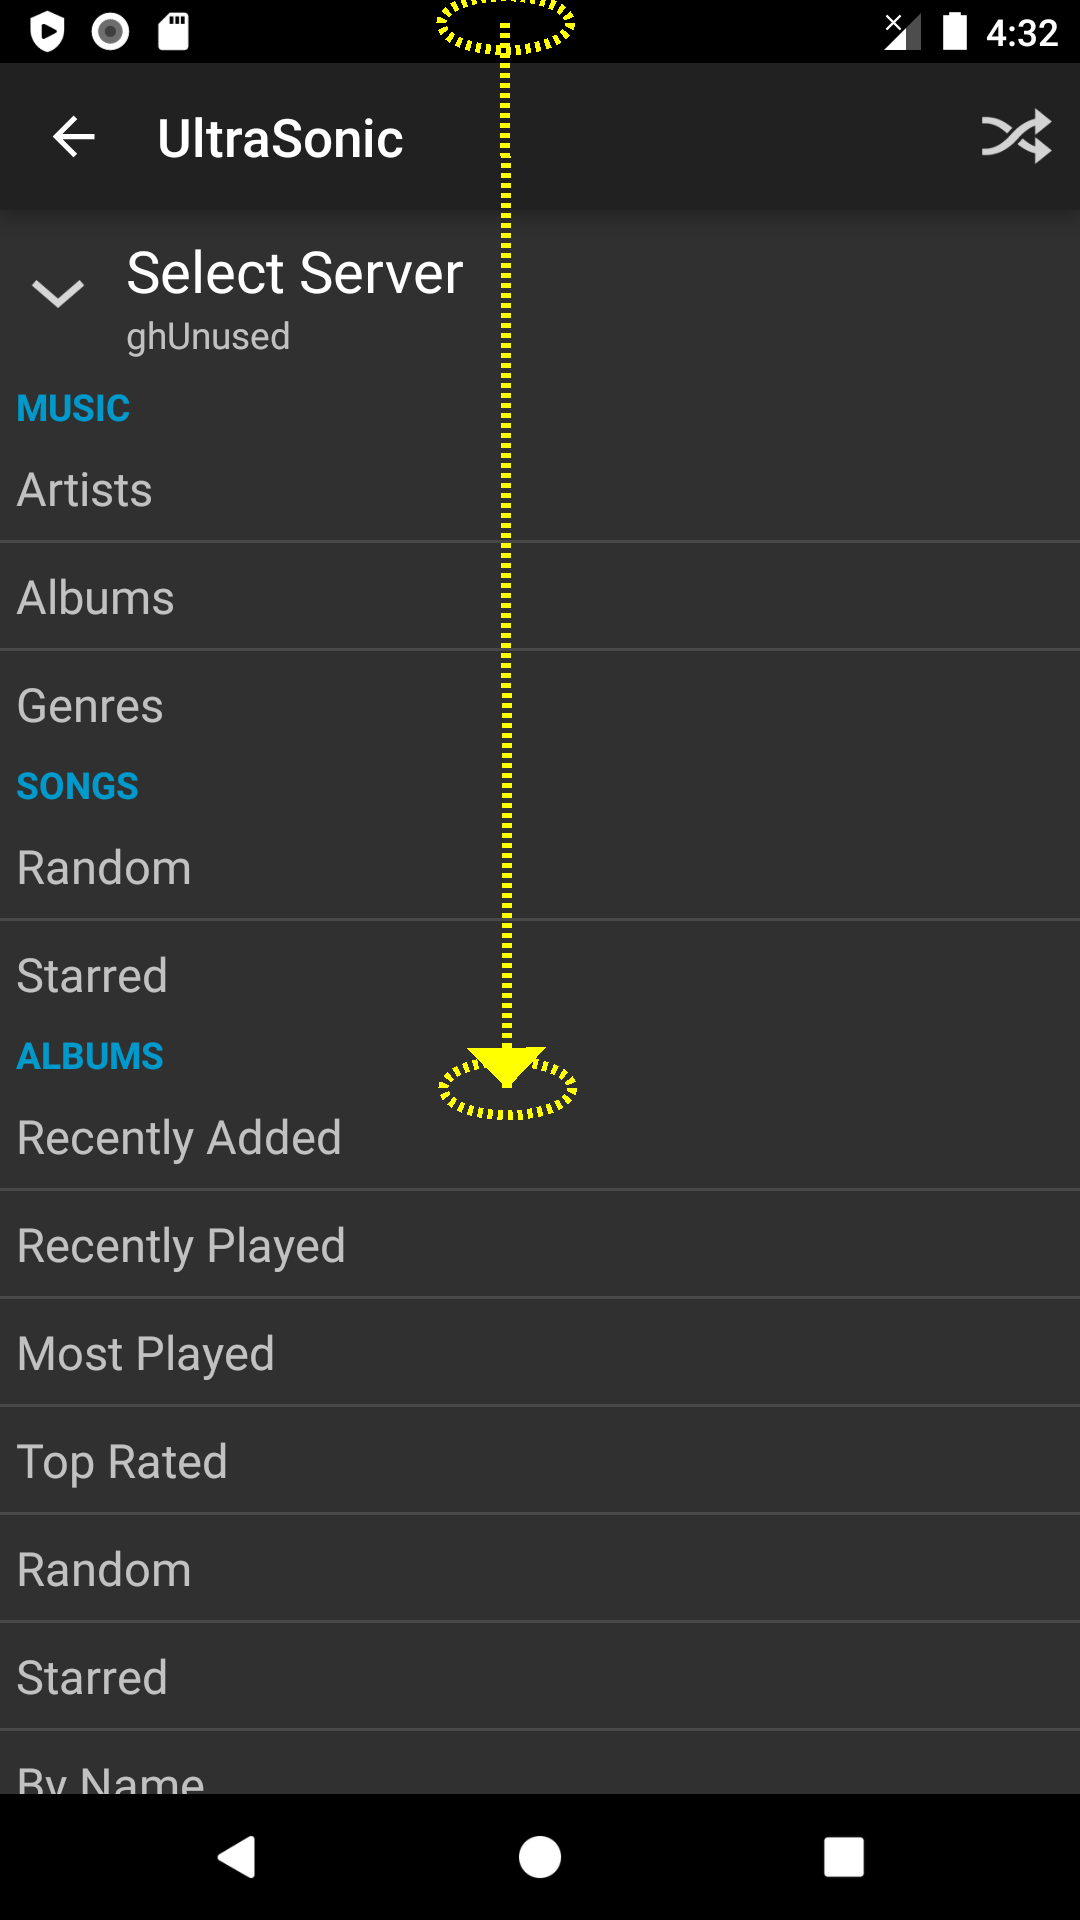 4:32
UltraSonic
Select Server
ghUnused
MUSIC
Artists
Albums
Genres
SONGS
Random
Starred
ALBUMS
Recently Added
Recently Played
Most Played
Top Rated
Random
Starred
By Name